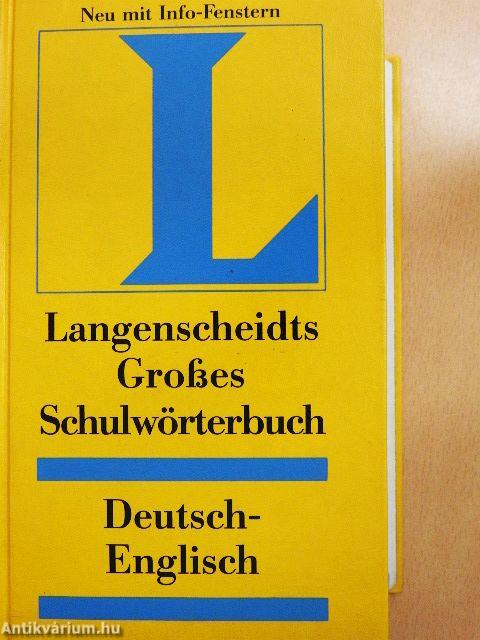 Neu mit Info-Fenstern
L
Langenscheidts
Großes
Schulwörterbuch
Deutsch-
Englisch
Antikvárium.hu